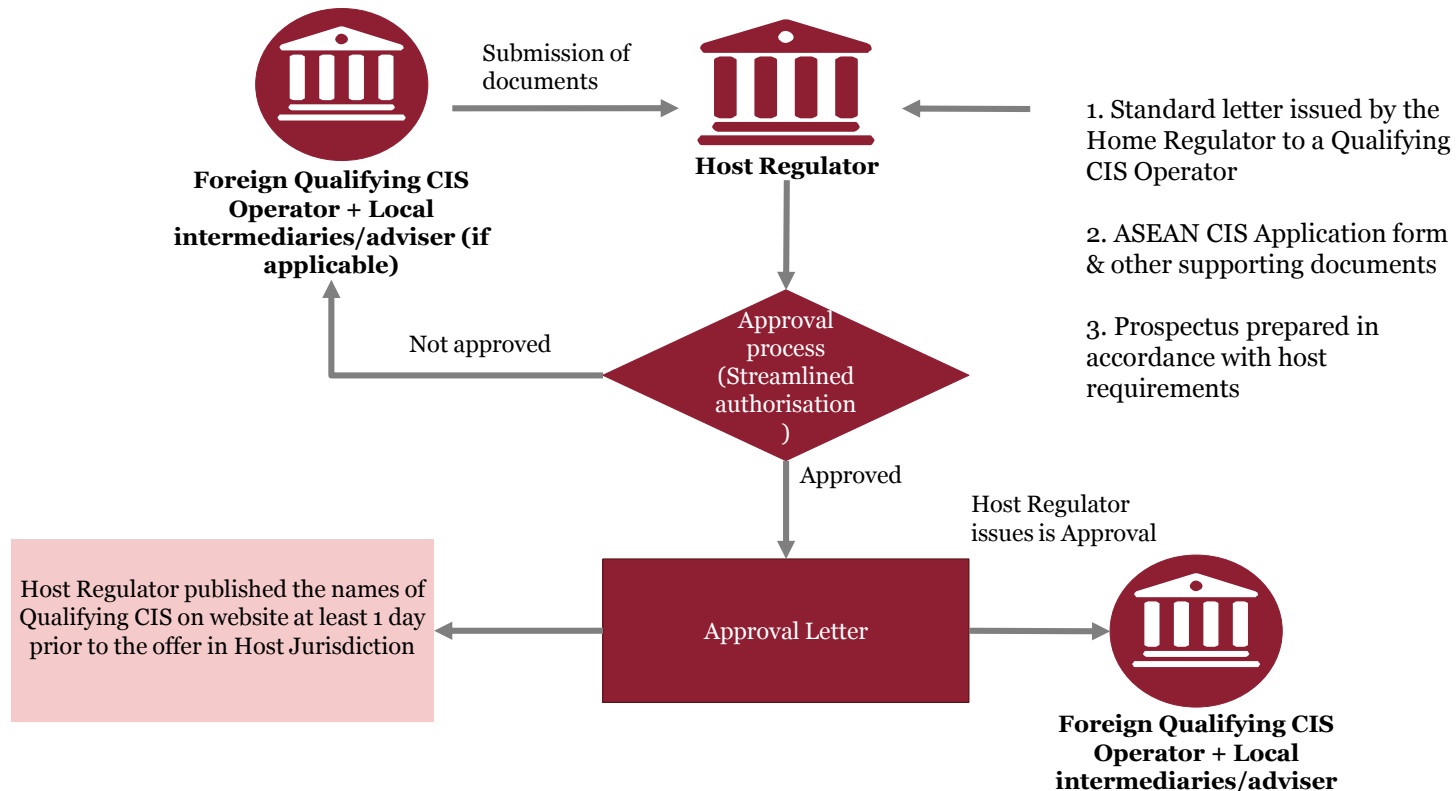 Submission of
documents
Foreign Qualifying CIS
Operator + Local
intermediaries/adviser (if
applicable)
Host Regulator
1. Standard letter issued by the
Home Regulator to a Qualifying
CIS Operator
2. ASEAN CIS Application form
& other supporting documents
3. Prospectus prepared in
accordance with host
requirements
Not approved
Approval
process
(Streamlined
authorisation
)
Approved
Host Regulator
issues is Approval
Host Regulator published the names of
Qualifying CIS on website at least 1 day
prior to the offer in Host Jurisdiction
Approval Letter
Foreign Qualifying CIS
Operator + Local
intermediaries/adviser